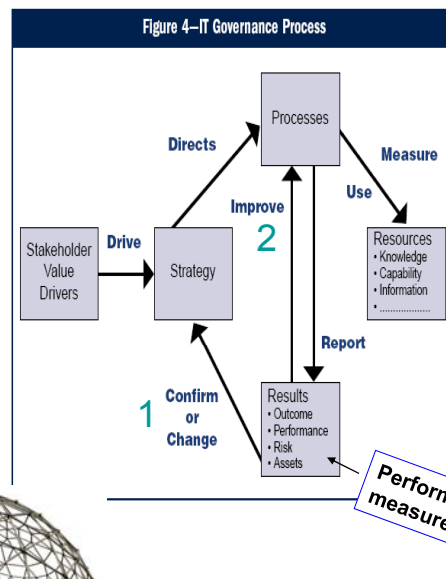 Figure 4—IT Governance Process
Processes
Directs
Measure
Use
Improve
2
Stakeholder
Value
Drivers
Drive
Strategy
Resources
• Knowledge
• Capability
• Information
• ...................
Report
1
Confirm
or
Change
Results
• Outcome
• Performance
• Risk
• Assets
measure